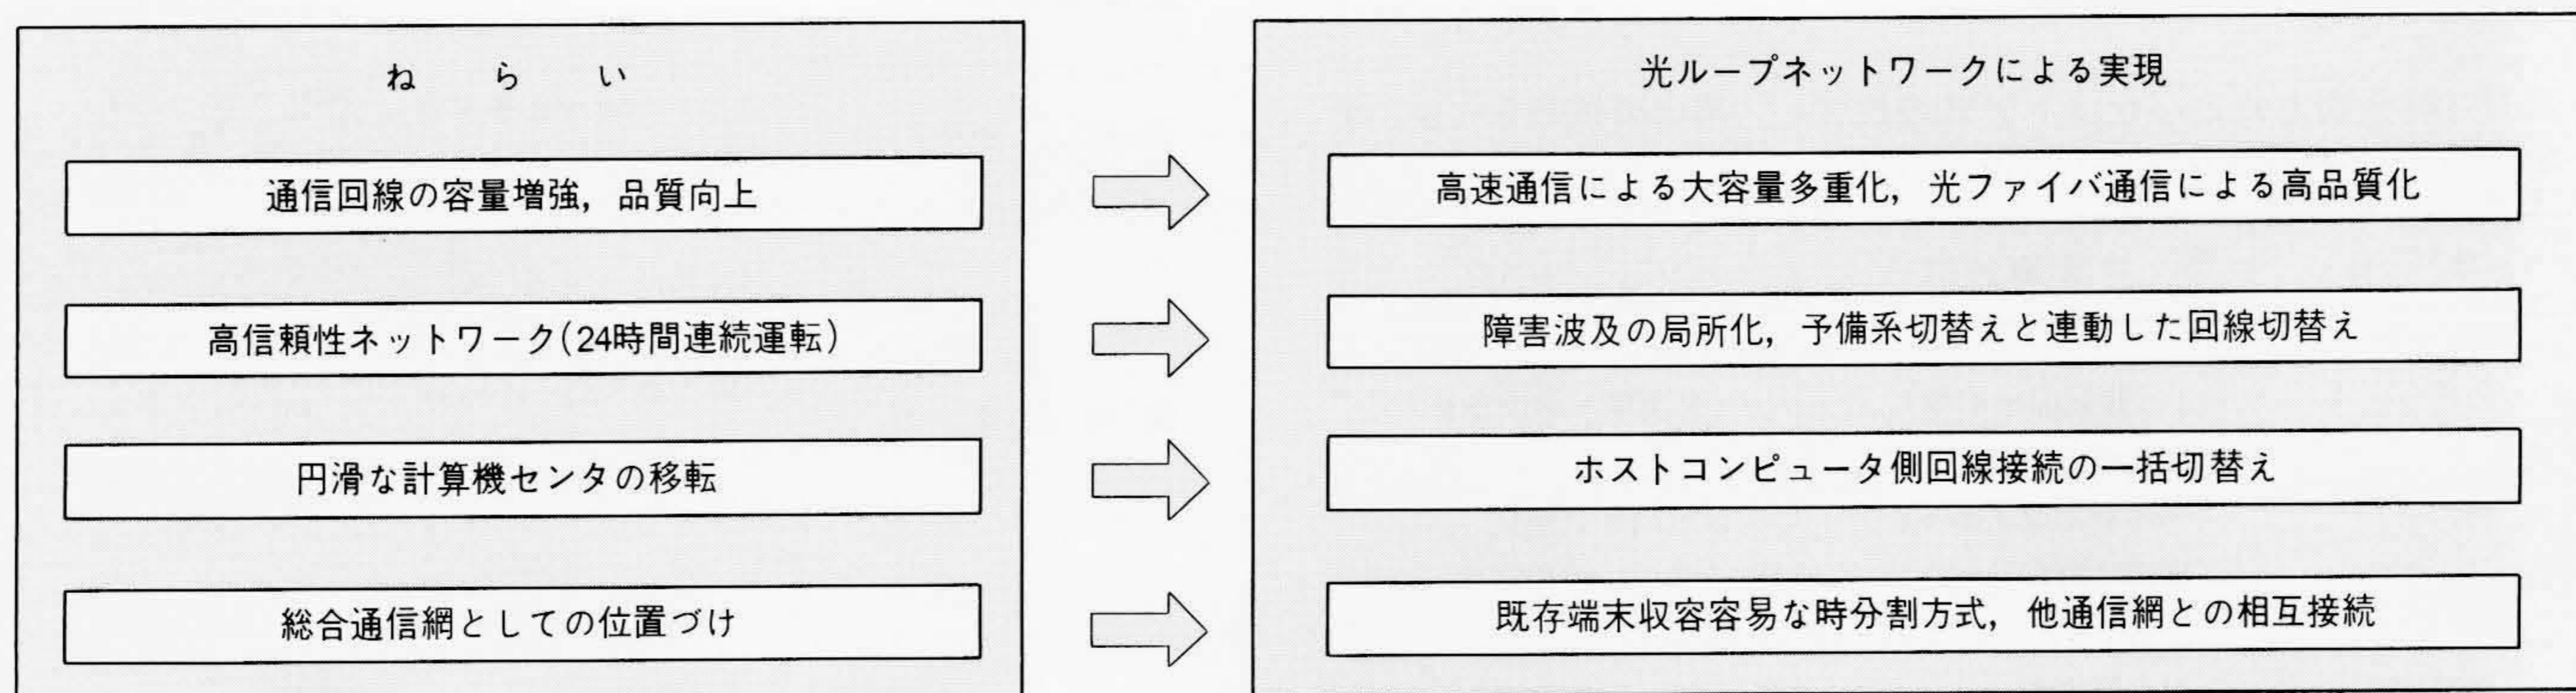 ねらい
通信回線の容量増強，品質向上
高信頼性ネットワーク(24時間連続運転)
円滑な計算機センタの移転
総合通信網としての位置づけ
光ループネットワークによる実現
高速通信による大容量多重化，光ファイバ通信による高品質化
障害波及の局所化，予備系切替えと連動した回線切替え
ホストコンピュータ側回線接続の一括切替え
既存端末収容容易な時分割方式，他通信網との相互接続